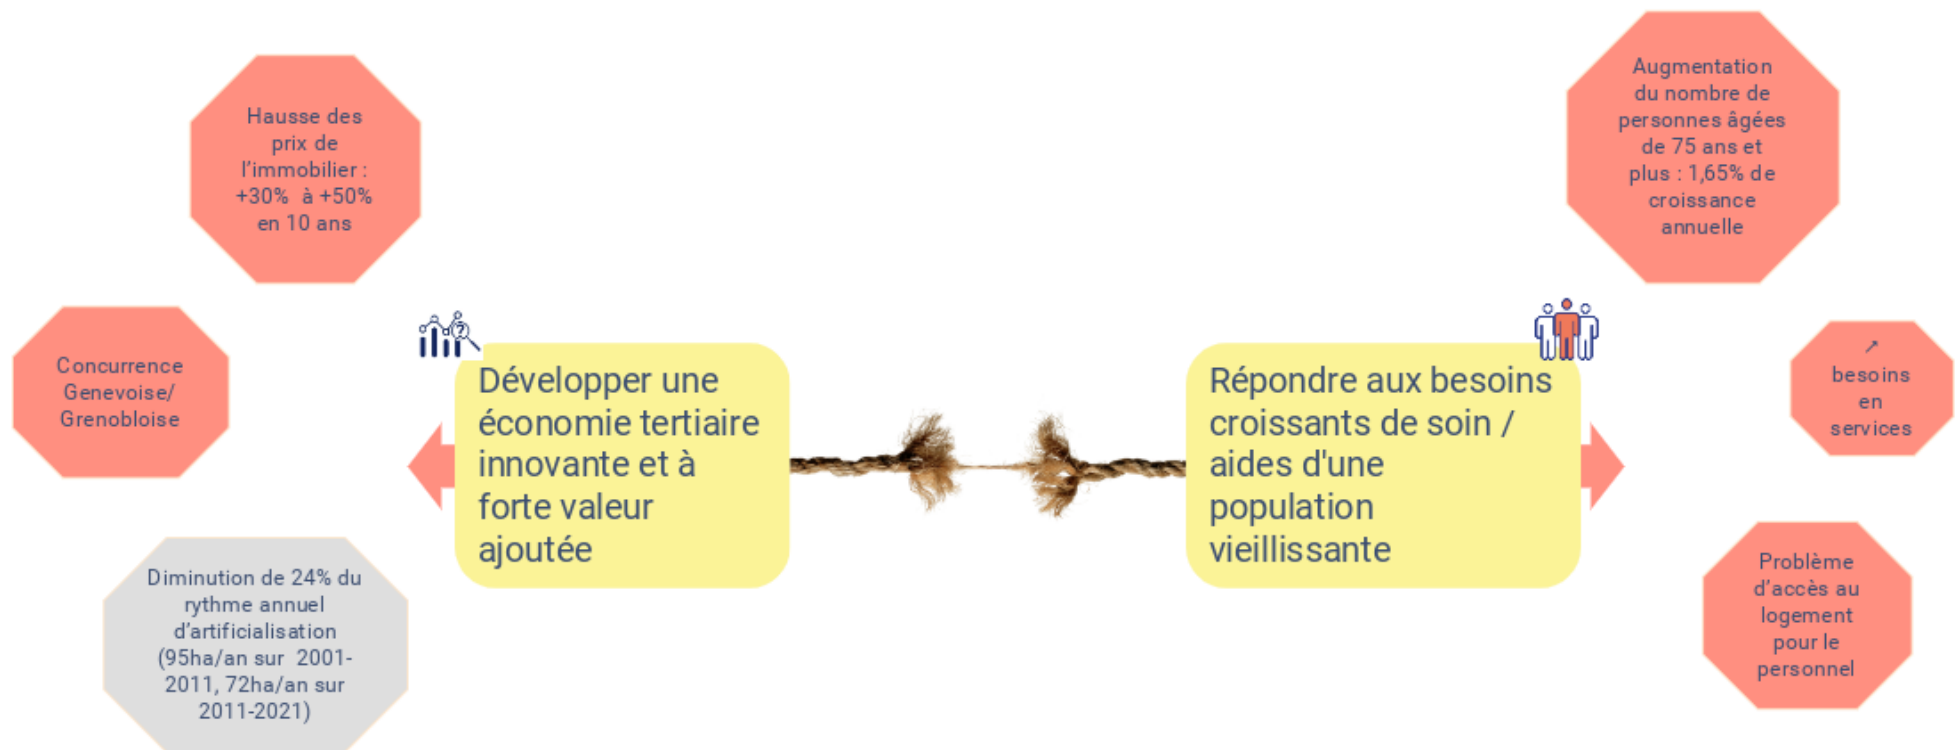 Hausse des
prix de
l'immobilier :
+30% à +50%
en 10 ans
Concurrence
Genevoise/
Grenobloise
Diminution de 24% du
rythme annuel
d'artificialisation
(95ha/an sur 2001-
2011, 72ha/an sur
2011-2021)
?
Développer une
économie tertiaire
innovante et à
forte valeur
ajoutée
Répondre aux besoins
croissants de soin /
aides d'une
population
vieillissante
Augmentation
du nombre de
personnes âgées
de 75 ans et
plus : 1,65% de
croissance
annuelle
↗
besoins
en
services
Problème
d'accès au
logement
pour le
personnel